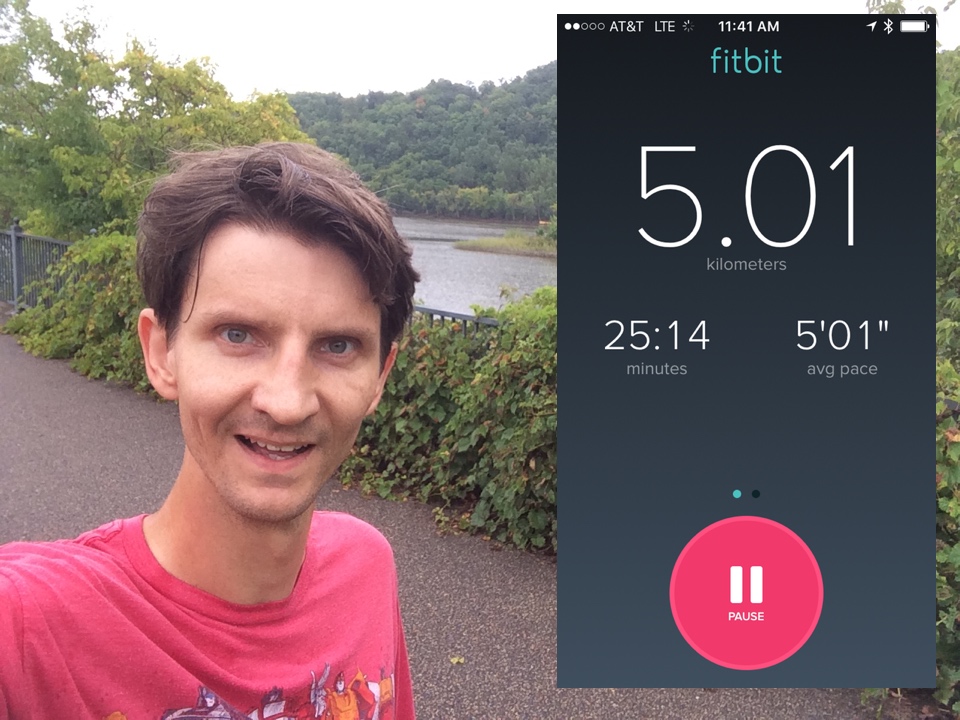 AT&T LTE 11:41 AM
fitbit
5.01
kilometers
25:14 5'01"
minutes avg pace
PAUSE